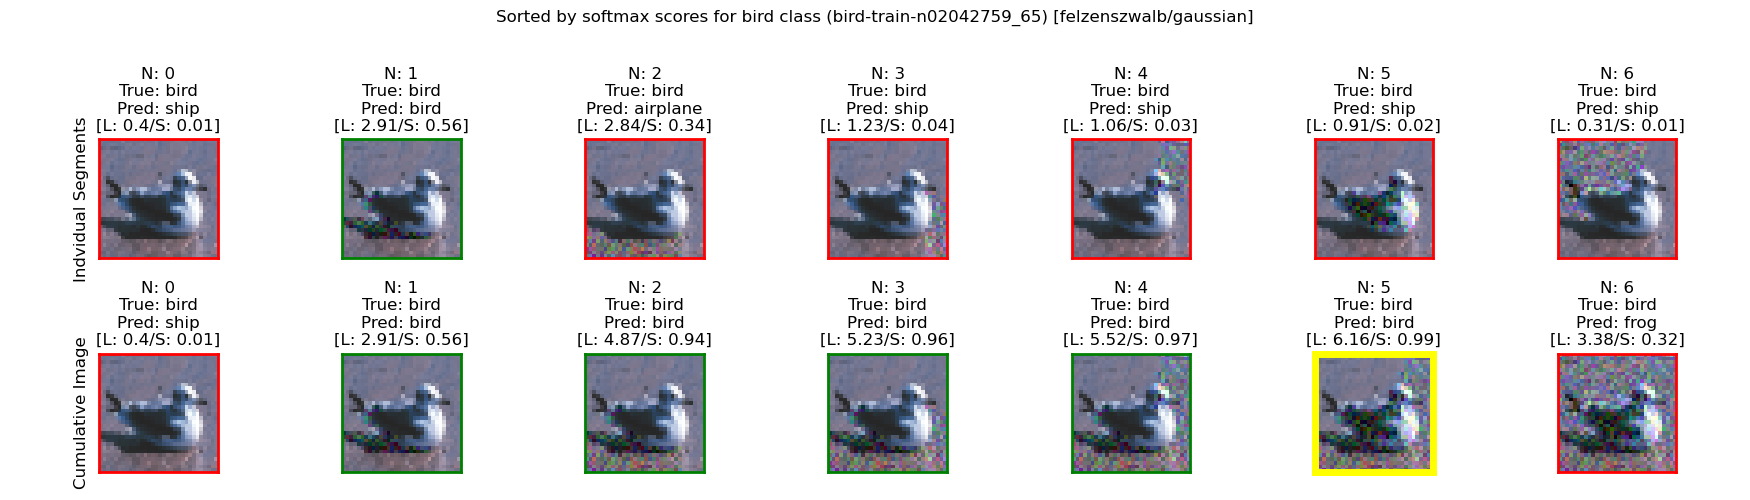 Sorted by softmax scores for bird class (bird-train-n02042759_65) [felzenszwalb/gaussian]
Indvidual Segments
N: 0
True: bird
Pred: ship
[L: 0.4/S: 0.01]
N: 1
True: bird
Pred: bird
[L: 2.91/S: 0.56]
N: 2
True: bird
Pred: airplane
[L: 2.84/S: 0.34]
N: 3
True: bird
Pred: ship
[L: 1.23/S: 0.04]
N: 4
True: bird
Pred: ship
[L: 1.06/S: 0.03]
N: 5
True: bird
Pred: ship
[L: 0.91/S: 0.02]
N: 6
True: bird
Pred: ship
[L: 0.31/S: 0.01]
Cumulative Image
N: 0
True: bird
Pred: ship
[L: 0.4/S: 0.01]
N: 1
True: bird
Pred: bird
[L: 2.91/S: 0.56]
N: 2
True: bird
Pred: bird
[L: 4.87/S: 0.94]
N: 3
True: bird
Pred: bird
[L: 5.23/S: 0.96]
N: 4
True: bird
Pred: bird
[L: 5.52/S: 0.97]
N: 5
True: bird
Pred: bird
[L: 6.16/S: 0.99]
N: 6
True: bird
Pred: frog
[L: 3.38/S: 0.32]